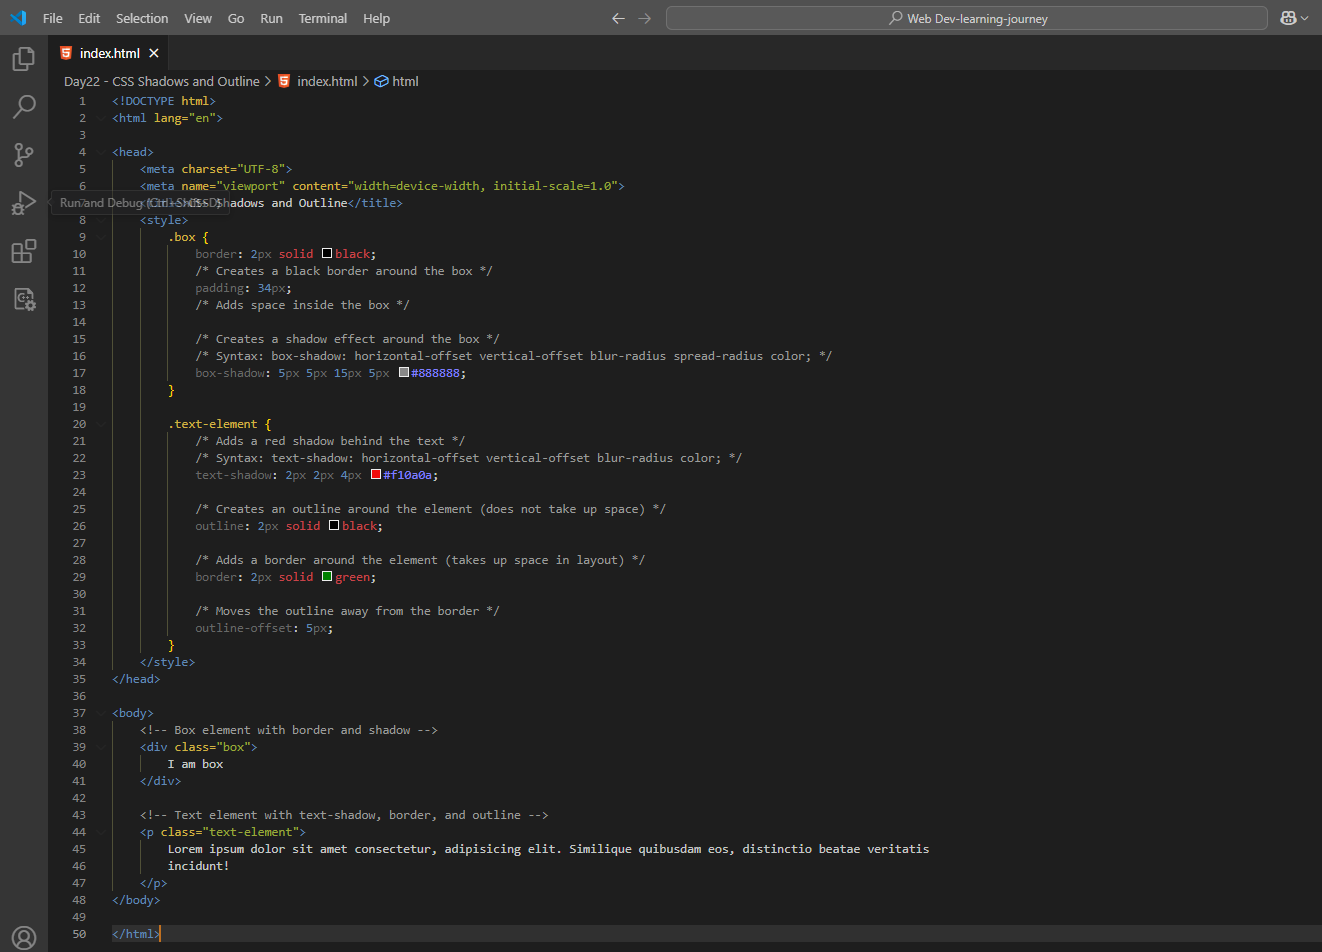 File Edit Selection View Go Run Terminal Help
Web Dev-learning-journey
index.html
Day22 - CSS Shadows and Outline > index.html > html
1 <!DOCTYPE html>
2 <html lang="en">
3
4 <head>
5 <meta charset="UTF-8">
6 <meta name="viewport" content="width=device-width, initial-scale=1.0">
Run and Debug (Ctrl+Shift+D)
7 <title>CSS Shadows and Outline</title>
8 <style>
9 .box {
10 border: 2px solid black;
11 /* Creates a black border around the box */
12 padding: 34px;
13 /* Adds space inside the box */
14
15 /* Creates a shadow effect around the box */
16 /* Syntax: box-shadow: horizontal-offset vertical-offset blur-radius spread-radius color; */
17 box-shadow: 5px 5px 15px 5px #888888;
18 }
19
20 .text-element {
21 /* Adds a red shadow behind the text */
22 /* Syntax: text-shadow: horizontal-offset vertical-offset blur-radius color; */
23 text-shadow: 2px 2px 4px #f10a0a;
24
25 /* Creates an outline around the element (does not take up space) */
26 outline: 2px solid black;
27
28 /* Adds a border around the element (takes up space in layout) */
29 border: 2px solid green;
30
31 /* Moves the outline away from the border */
32 outline-offset: 5px;
33 }
34 </style>
35 </head>
36
37 <body>
38 <!-- Box element with border and shadow -->
39 <div class="box">
40 I am box
41 </div>
42
43 <!-- Text element with text-shadow, border, and outline -->
44 <p class="text-element">
45 Lorem ipsum dolor sit amet consectetur, adipisicing elit. Similique quibusdam eos, distinctio beatae veritatis
46 incidunt!
47 </p>
48 </body>
49
50 </html>